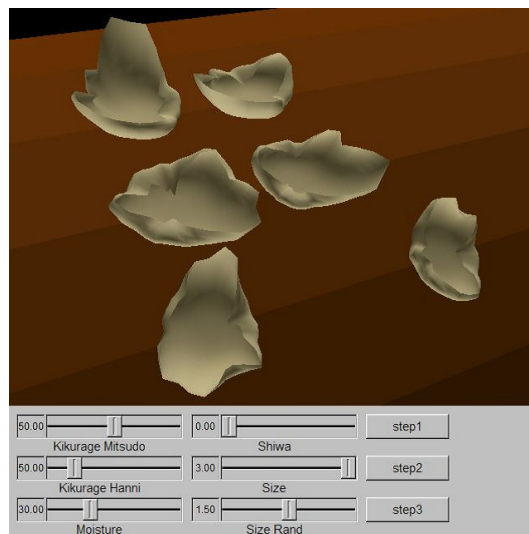 50.00 0.00 step1
Kikurage Mitsudo Shiwa
50.00 3.00 step2
Kikurage Hanni Size
30.00 1.50 step3
Moisture Size Rand